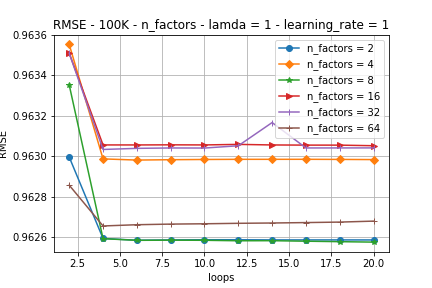 RMSE - 100K - n_factors - lamda = 1 - learning_rate = 1
0.9636
0.9634
0.9632
0.9630
0.9628
0.9626
RMSE
n_factors = 2
n_factors = 4
n_factors = 8
n_factors = 16
n_factors = 32
n_factors = 64
2.5 5.0 7.5 10.0 12.5 15.0 17.5 20.0
loops